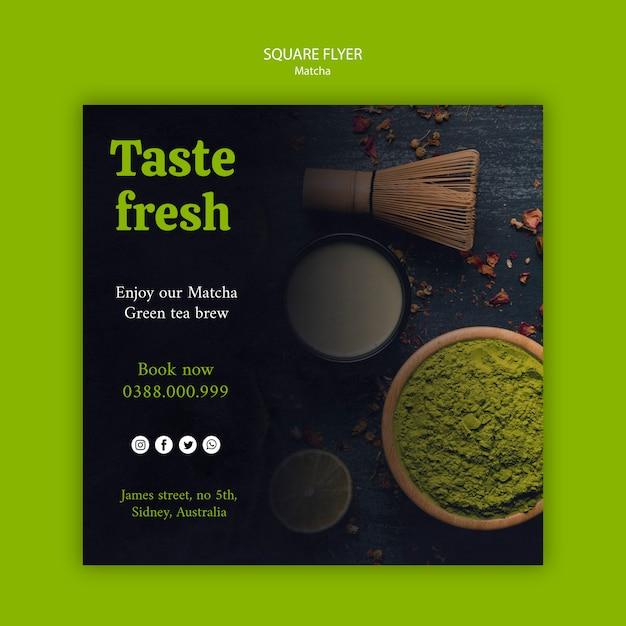 SQUARE FLYER
Matcha
Taste
fresh
Enjoy our Matcha
Green tea brew
Book now
0388.000.999
James street, no 5th,
Sidney, Australia